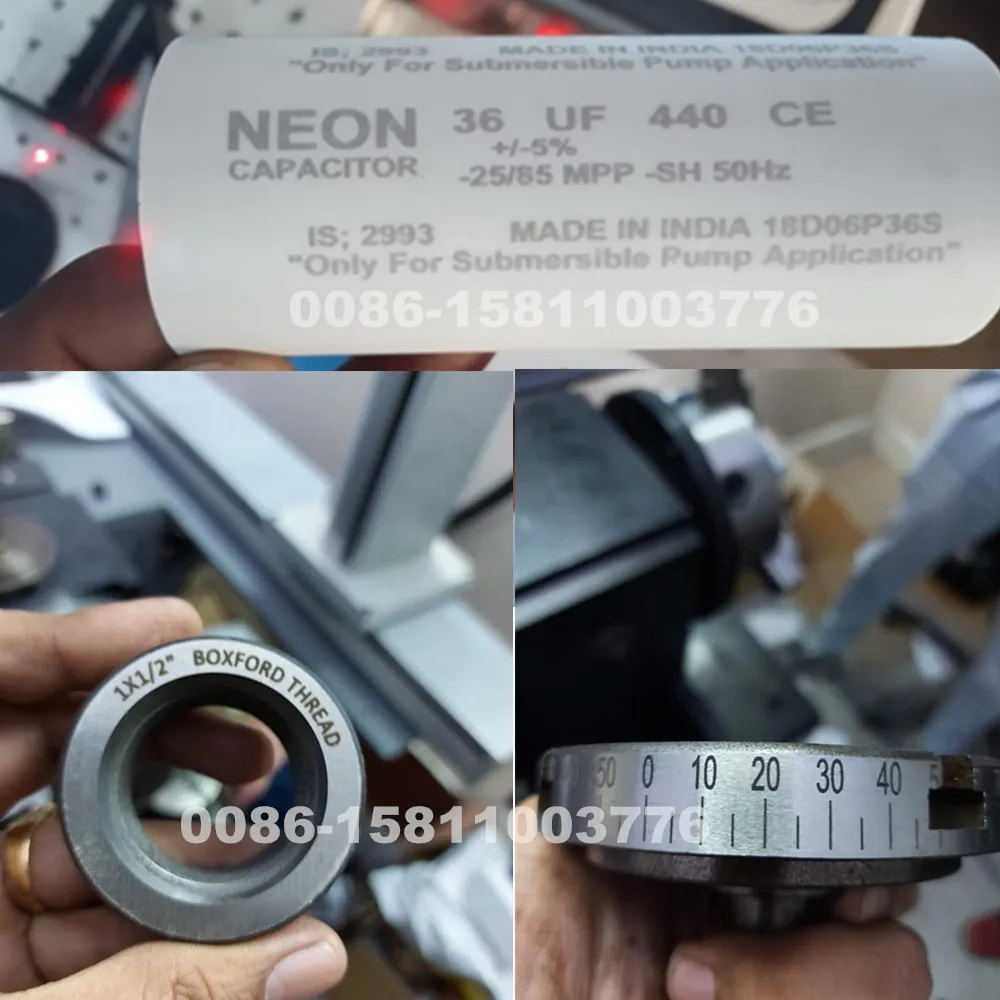 IS; 2993 MADE IN INDIA 18D06P36S
"Only For Submersible Pump Application"
NEON 36 UF 440 CE
CAPACITOR +/-5%
-25/85 MPP -SH 50Hz
IS; 2993 MADE IN INDIA 18D06P36S
"Only For Submersible Pump Application"
0086-15811003776
1X1/2" BOXFORD THREAD
50 0 10 20 30 40 5
0086-15811003776